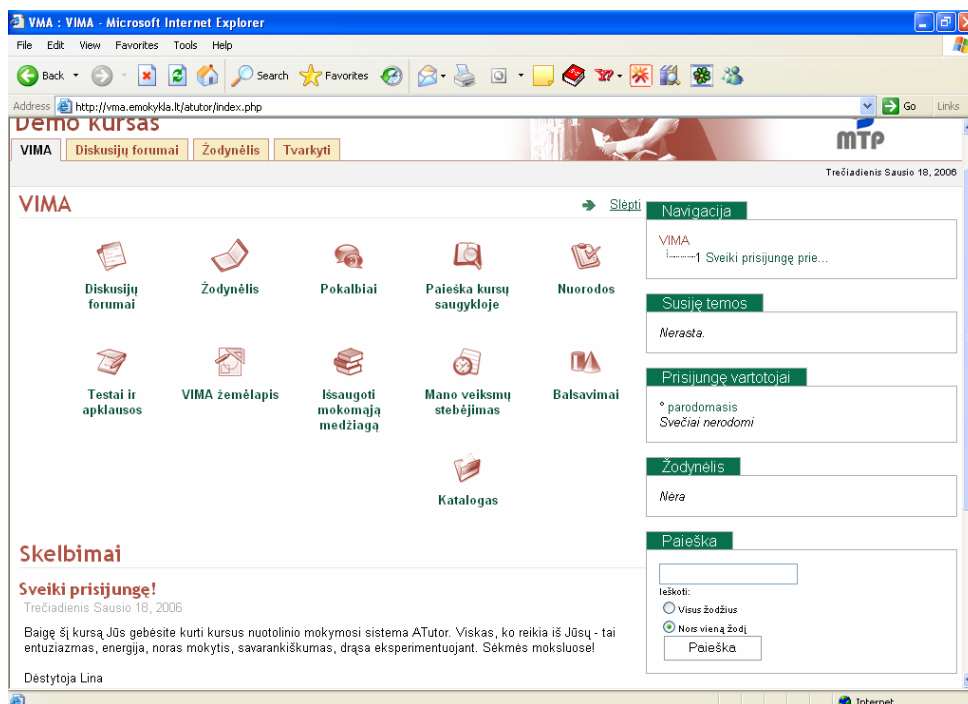 VMA : VIMA - Microsoft Internet Explorer
File Edit View Favorites Tools Help
Back Search Favorites
Address http://vma.emokykla.lt/atutor/index.php Go Links
Demo kursas
MTP
VIMA Diskusijų forumai Žodynėlis Tvarkyti
Trečiadienis Sausio 18, 2006
VIMA
Slėpti
Diskusijų
forumai
Žodynėlis
Pokalbiai
Paieška kursų
saugykloje
Nuorodos
Testai ir
apklausos
VIMA žemėlapis
Išsaugoti
mokomąją
medžiagą
Mano veiksmų
stebėjimas
Balsavimai
Katalogas
Skelbimai
Sveiki prisijungę!
Trečiadienis Sausio 18, 2006
Baigę šį kursą Jūs gebėsite kurti kursus nuotolinio mokymosi sistema ATutor. Viskas, ko reikia iš Jūsų - tai
entuziazmas, energija, noras mokytis, savarankiškumas, drąsa eksperimentuojant. Sėkmės moksluose!
Dėstytoja Lina
Navigacija
VIMA
1 Sveiki prisijungę prie...
Susiję temos
Nerasta.
Prisijungę vartotojai
° parodomasis
Svečiai nerodomi
Žodynėlis
Nėra
Paieška
Ieškoti:
Visus žodžius
Nors vieną žodį
Paieška
Internet